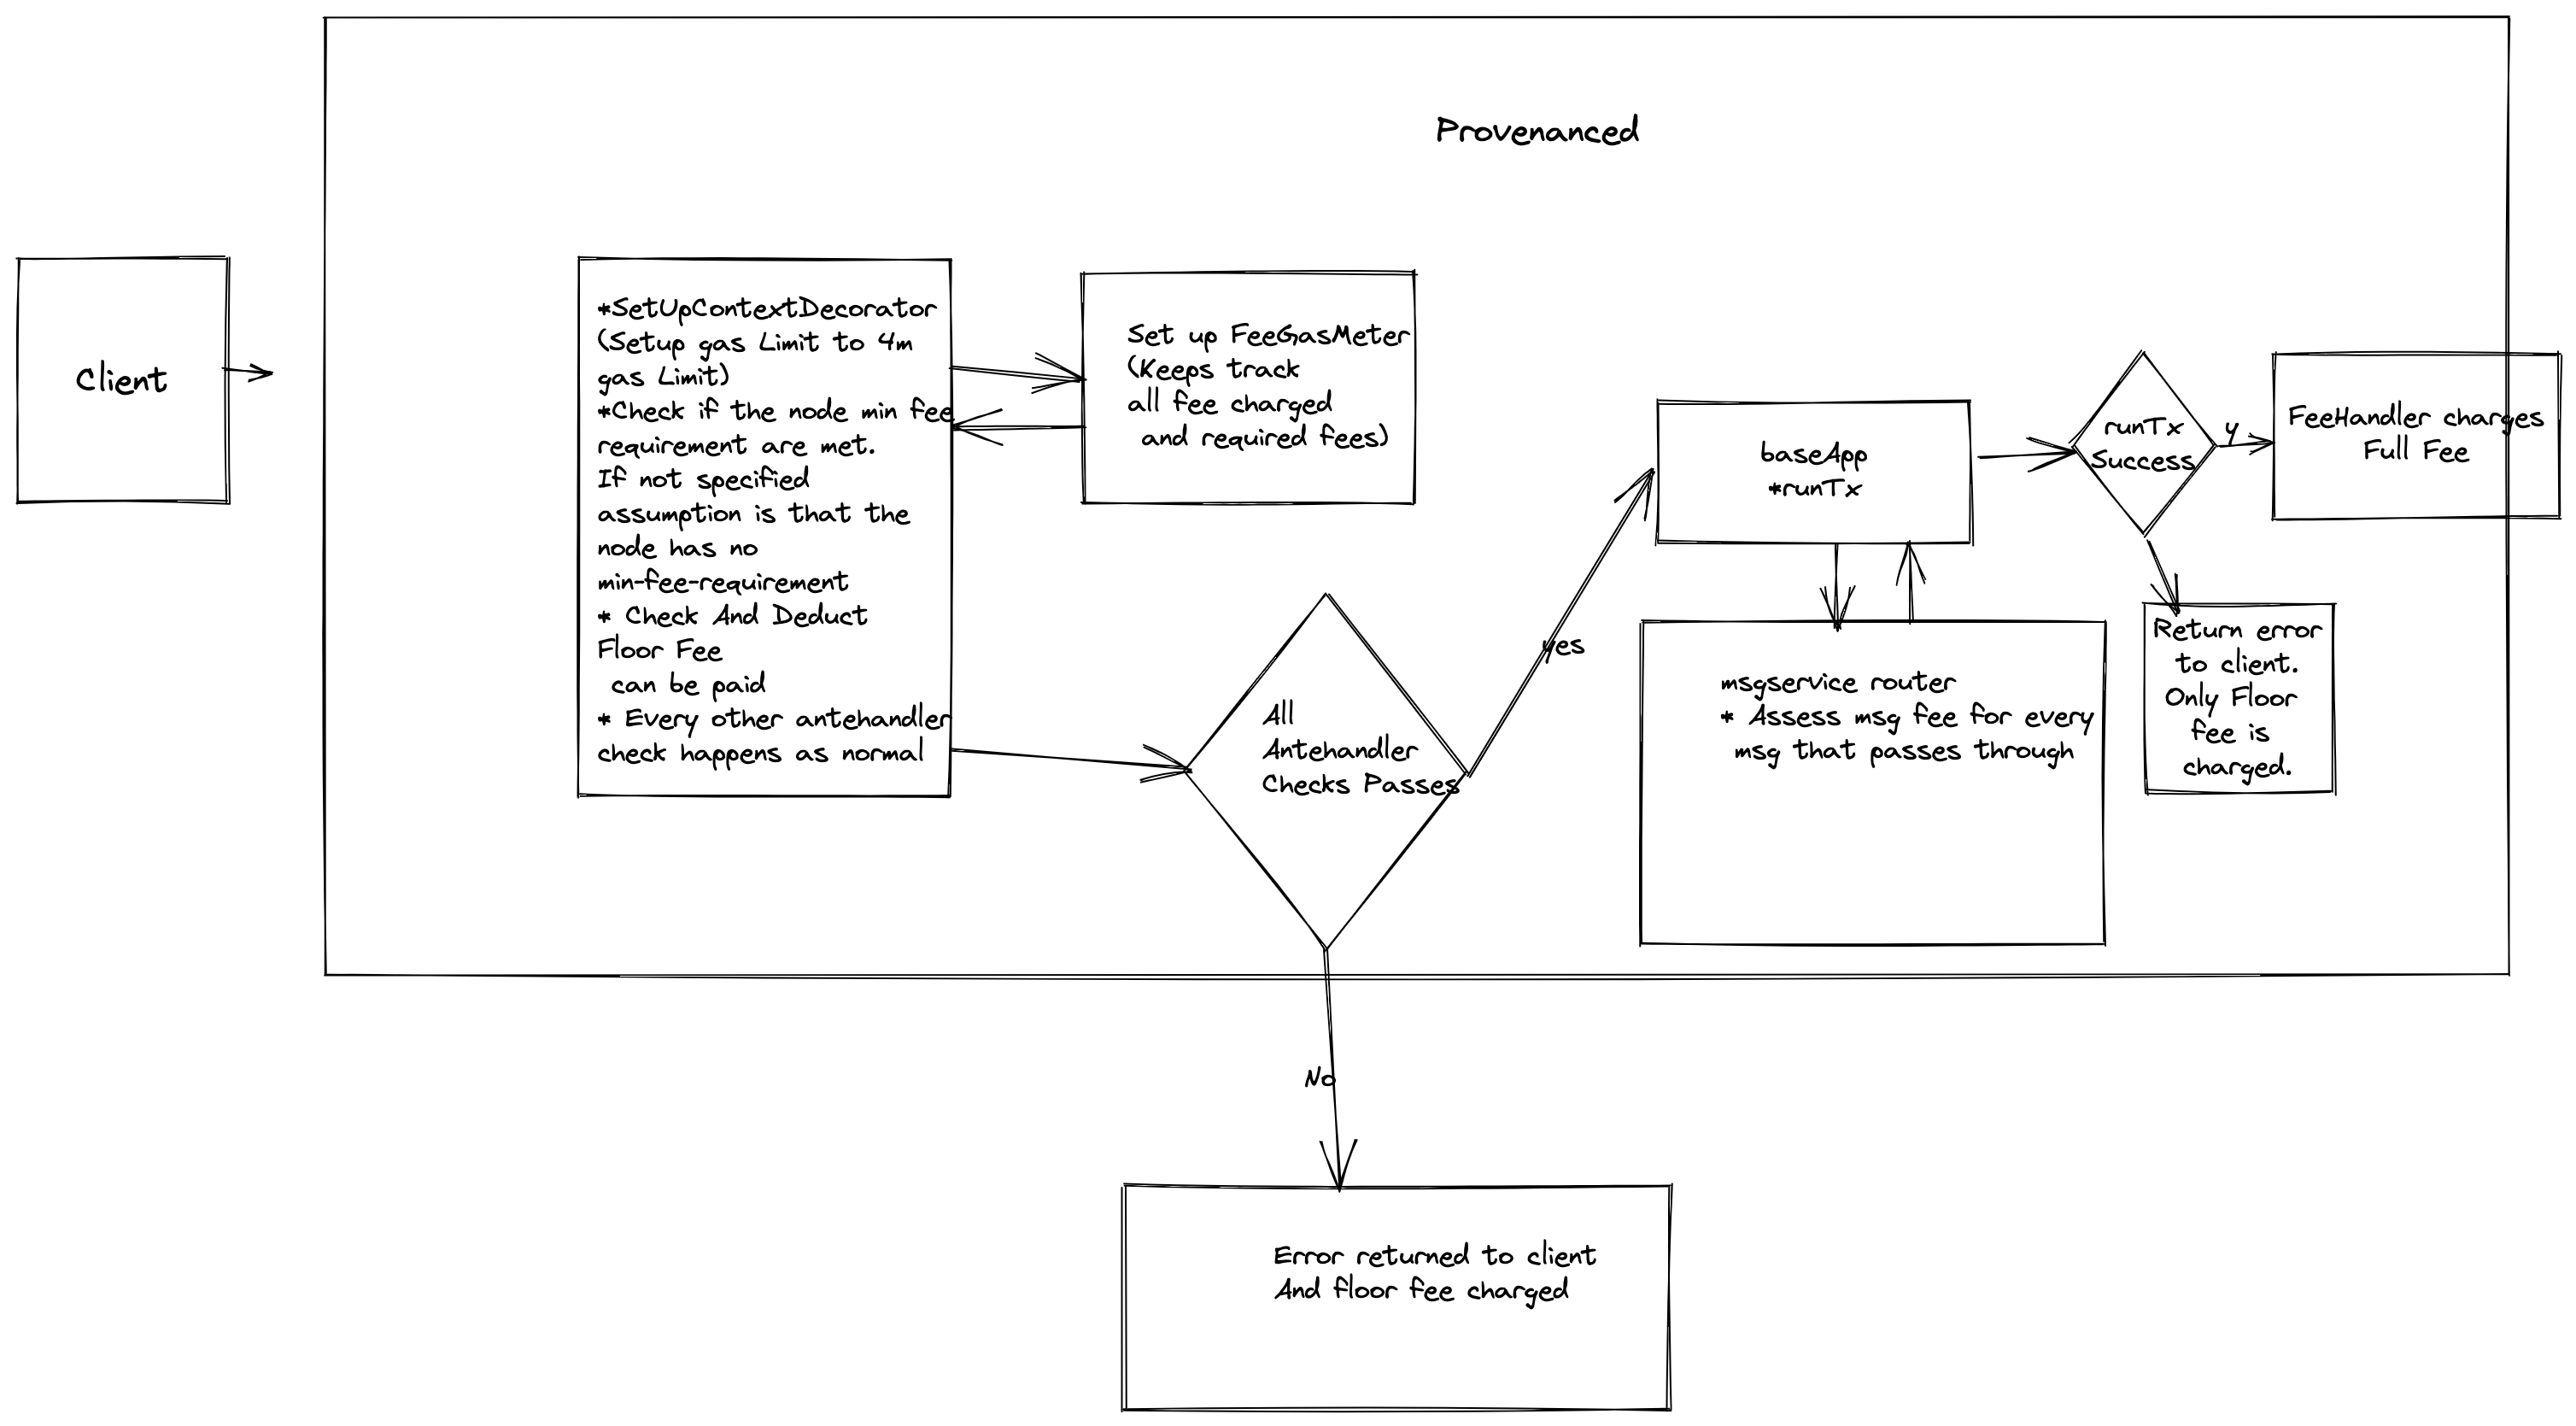 Provenanced
Client
*SetUpContextDecorator
(Setup gas Limit to 4m
gas Limit)
*Check if the node min fee
requirement are met.
If not specified
assumption is that the
node has no
min-fee-requirement
* Check And Deduct
Floor Fee
can be paid
* Every other antehandler
check happens as normal
Set up FeeGasMeter
(Keeps track
all fee charged
and required fees)
All
Antehandler
Checks Passes
yes
No
baseApp
*runTx
msgservice router
* Assess msg fee for every
msg that passes through
runTx
Success
y
FeeHandler charges
Full Fee
Return error
to client.
Only Floor
fee is
charged.
Error returned to client
And floor fee charged